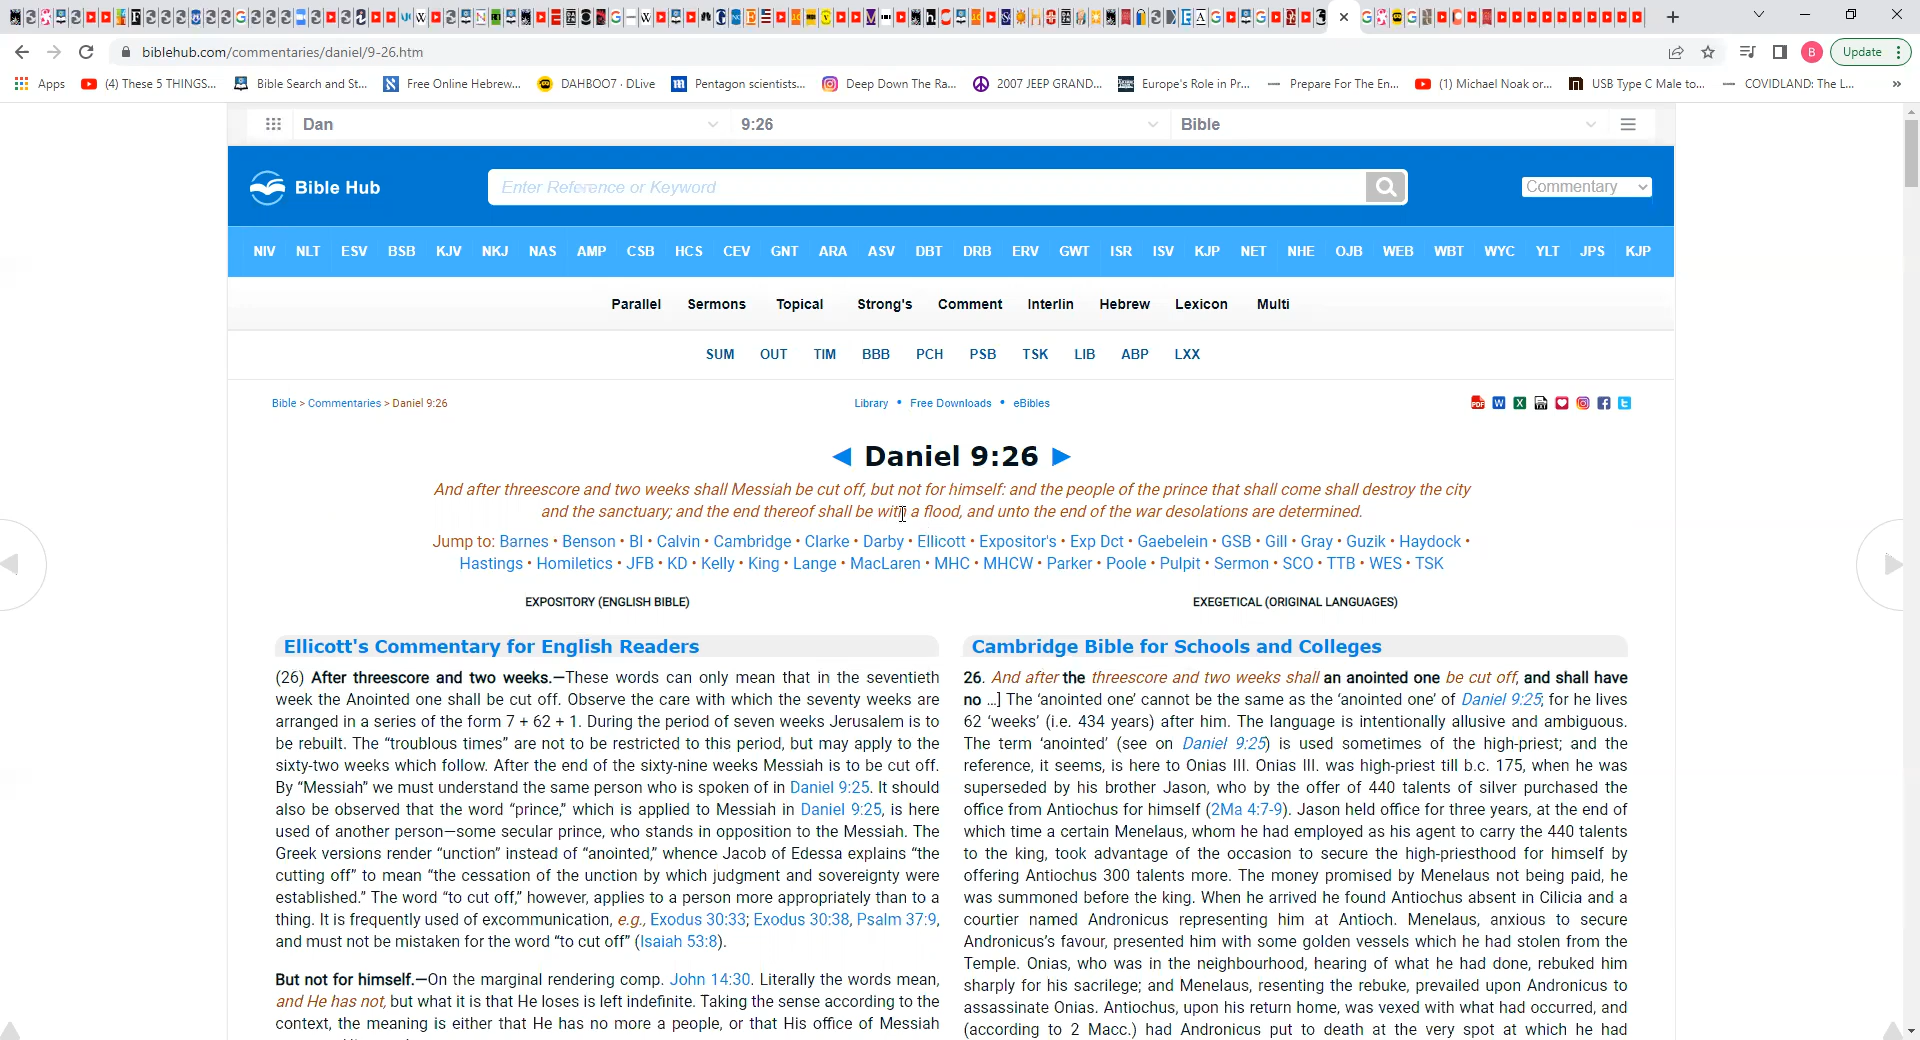 biblehub.com/commentaries/daniel/9-26.htm
B
Update
Apps
(4) These 5 THINGS...
Bible Search and St...
Free Online Hebrew...
DAHBOO7 · DLive
Pentagon scientists...
Deep Down The Ra...
2007 JEEP GRAND...
Europe's Role in Pr...
Prepare For The En...
(1) Michael Noak or...
USB Type C Male to...
COVIDLAND: The L...
»
Dan
9:26
Bible
Bible Hub
Enter Reference or Keyword
Commentary
NIV NLT ESV BSB KJV NKJ NAS AMP CSB HCS CEV GNT ARA ASV DBT DRB ERV GWT ISR ISV KJP NET NHE OJB WEB WBT WYC YLT JPS KJP
Parallel Sermons Topical Strong's Comment Interlin Hebrew Lexicon Multi
SUM OUT TIM BBB PCH PSB TSK LIB ABP LXX
Bible > Commentaries > Daniel 9:26
Library • Free Downloads • eBibles
◄ Daniel 9:26 ►
And after threescore and two weeks shall Messiah be cut off, but not for himself: and the people of the prince that shall come shall destroy the city
and the sanctuary; and the end thereof shall be with a flood, and unto the end of the war desolations are determined.
Jump to: Barnes • Benson • BI • Calvin • Cambridge • Clarke • Darby • Ellicott • Expositor's • Exp Dct • Gaebelein • GSB • Gill • Gray • Guzik • Haydock •
Hastings • Homiletics • JFB • KD • Kelly • King • Lange • MacLaren • MHC • MHCW • Parker • Poole • Pulpit • Sermon • SCO • TTB • WES • TSK
EXPOSITORY (ENGLISH BIBLE)
Ellicott's Commentary for English Readers
(26) After threescore and two weeks.—These words can only mean that in the seventieth
week the Anointed one shall be cut off. Observe the care with which the seventy weeks are
arranged in a series of the form 7 + 62 + 1. During the period of seven weeks Jerusalem is to
be rebuilt. The “troublous times” are not to be restricted to this period, but may apply to the
sixty-two weeks which follow. After the end of the sixty-nine weeks Messiah is to be cut off.
By “Messiah” we must understand the same person who is spoken of in Daniel 9:25. It should
also be observed that the word “prince,” which is applied to Messiah in Daniel 9:25, is here
used of another person—some secular prince, who stands in opposition to the Messiah. The
Greek versions render “unction” instead of “anointed,” whence Jacob of Edessa explains “the
cutting off” to mean “the cessation of the unction by which judgment and sovereignty were
established.” The word “to cut off,” however, applies to a person more appropriately than to a
thing. It is frequently used of excommunication, e.g., Exodus 30:33; Exodus 30:38, Psalm 37:9,
and must not be mistaken for the word “to cut off” (Isaiah 53:8).
But not for himself.—On the marginal rendering comp. John 14:30. Literally the words mean,
and He has not, but what it is that He loses is left indefinite. Taking the sense according to the
context, the meaning is either that He has no more a people, or that His office of Messiah
EXEGETICAL (ORIGINAL LANGUAGES)
Cambridge Bible for Schools and Colleges
26. And after the threescore and two weeks shall an anointed one be cut off, and shall have
no ...] The ‘anointed one’ cannot be the same as the ‘anointed one’ of Daniel 9:25; for he lives
62 ‘weeks’ (i.e. 434 years) after him. The language is intentionally allusive and ambiguous.
The term ‘anointed’ (see on Daniel 9:25) is used sometimes of the high-priest; and the
reference, it seems, is here to Onias III. Onias III. was high-priest till b.c. 175, when he was
superseded by his brother Jason, who by the offer of 440 talents of silver purchased the
office from Antiochus for himself (2Ma 4:7-9). Jason held office for three years, at the end of
which time a certain Menelaus, whom he had employed as his agent to carry the 440 talents
to the king, took advantage of the occasion to secure the high-priesthood for himself by
offering Antiochus 300 talents more. The money promised by Menelaus not being paid, he
was summoned before the king. When he arrived he found Antiochus absent in Cilicia and a
courtier named Andronicus representing him at Antioch. Menelaus, anxious to secure
Andronicus’s favour, presented him with some golden vessels which he had stolen from the
Temple. Onias, who was in the neighbourhood, hearing of what he had done, rebuked him
sharply for his sacrilege; and Menelaus, resenting the rebuke, prevailed upon Andronicus to
assassinate Onias. Antiochus, upon his return home, was vexed with what had occurred, and
(according to 2 Macc.) had Andronicus put to death at the very spot at which he had